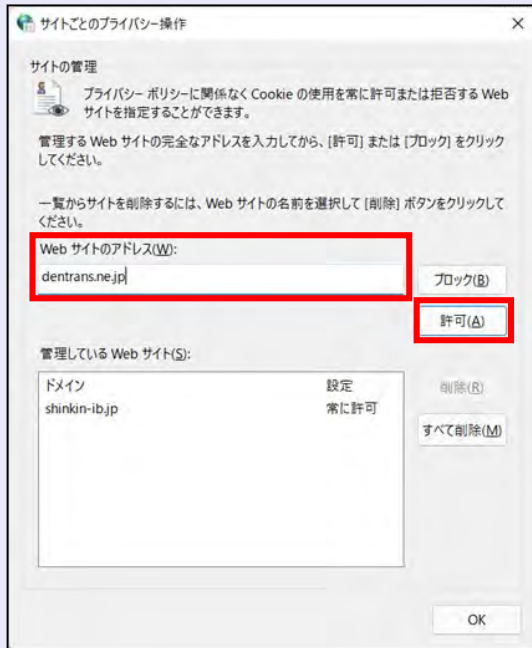 サイトごとのプライバシー操作
サイトの管理
プライバシー ポリシーに関係なく Cookie の使用を常に許可または拒否する Web
サイトを指定することができます。
管理する Web サイトの完全なアドレスを入力してから、[許可] または [ブロック] をクリック
してください。
一覧からサイトを削除するには、Web サイトの名前を選択して [削除] ボタンをクリックして
ください。
Web サイトのアドレス(W):
dentrans.ne.jp
ブロック(B)
許可(A)
管理している Web サイト(S):
ドメイン 設定
shinkin-ib.jp 常に許可
削除(R)
すべて削除(M)
OK